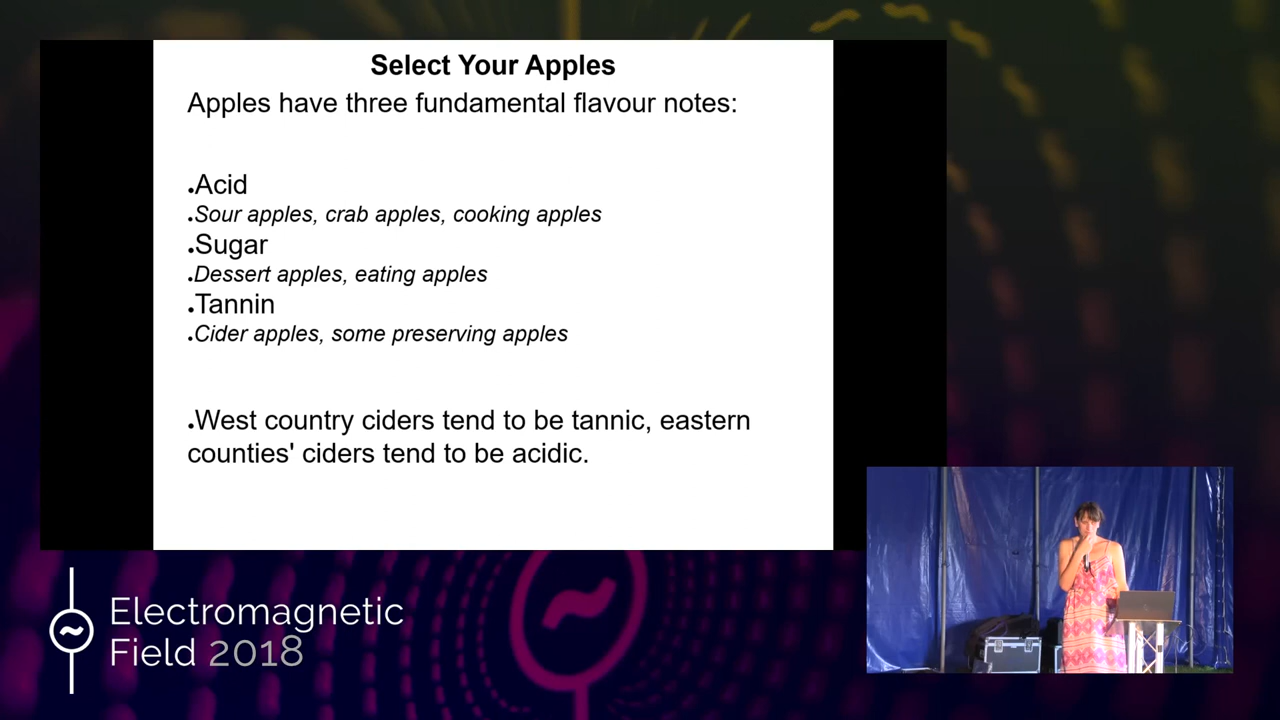 Select Your Apples
Apples have three fundamental flavour notes:
●Acid
●Sour apples, crab apples, cooking apples
●Sugar
●Dessert apples, eating apples
●Tannin
●Cider apples, some preserving apples
●West country ciders tend to be tannic, eastern
counties' ciders tend to be acidic.
Electromagnetic
Field 2018